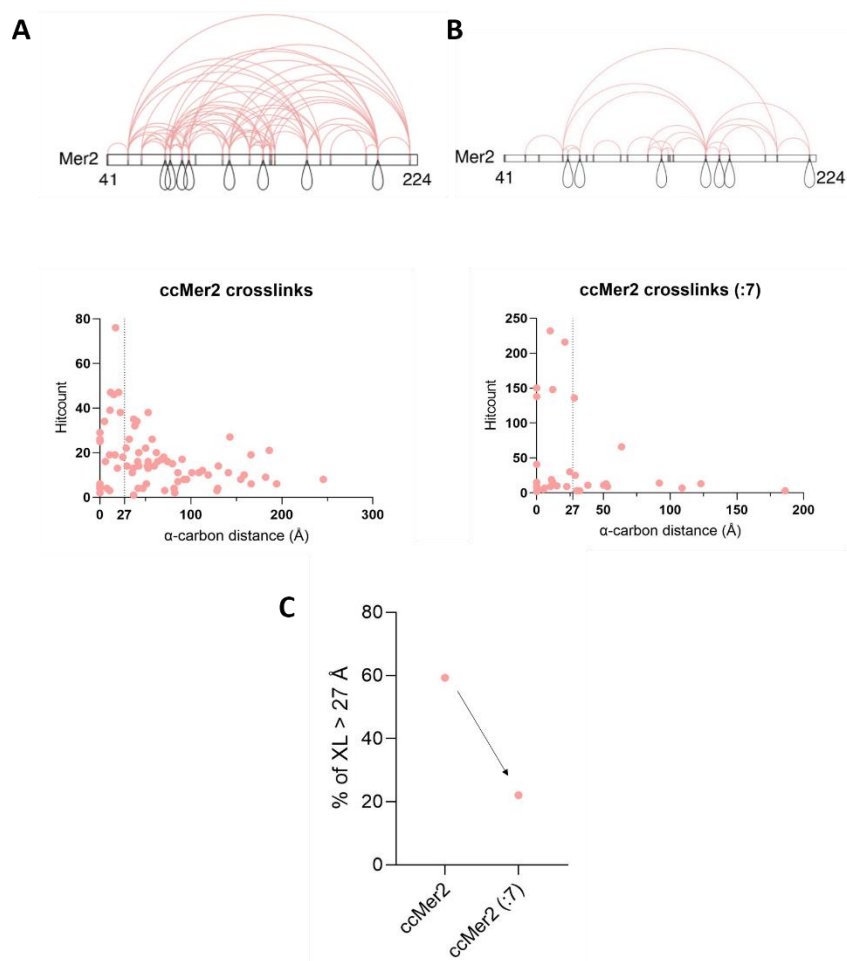 A
Mer2
41
224
B
Mer2
41
224
ccMer2 crosslinks
80
60
40
20
0
Hitcount
0
27
100
200
300
α-carbon distance (Å)
ccMer2 crosslinks (:7)
250
200
150
100
50
0
Hitcount
0
27
50
100
150
200
α-carbon distance (Å)
C
80
60
40
20
0
% of XL > 27 Å
ccMer2
ccMer2 (:7)